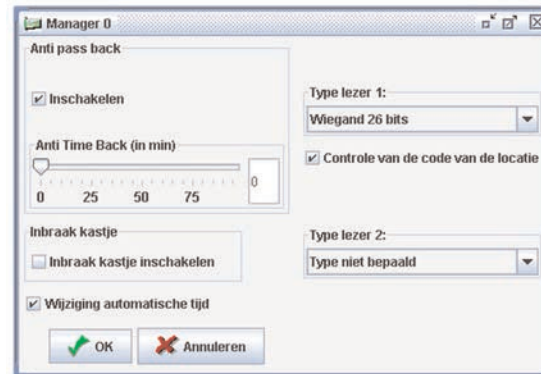 Manager 0
Anti pass back
Inschakelen
Anti Time Back (in min)
0
0 25 50 75
Inbraak kastje
Inbraak kastje inschakelen
Wijziging automatische tijd
OK Annuleren
Type lezer 1:
Wiegand 26 bits
Controle van de code van de locatie
Type lezer 2:
Type niet bepaald